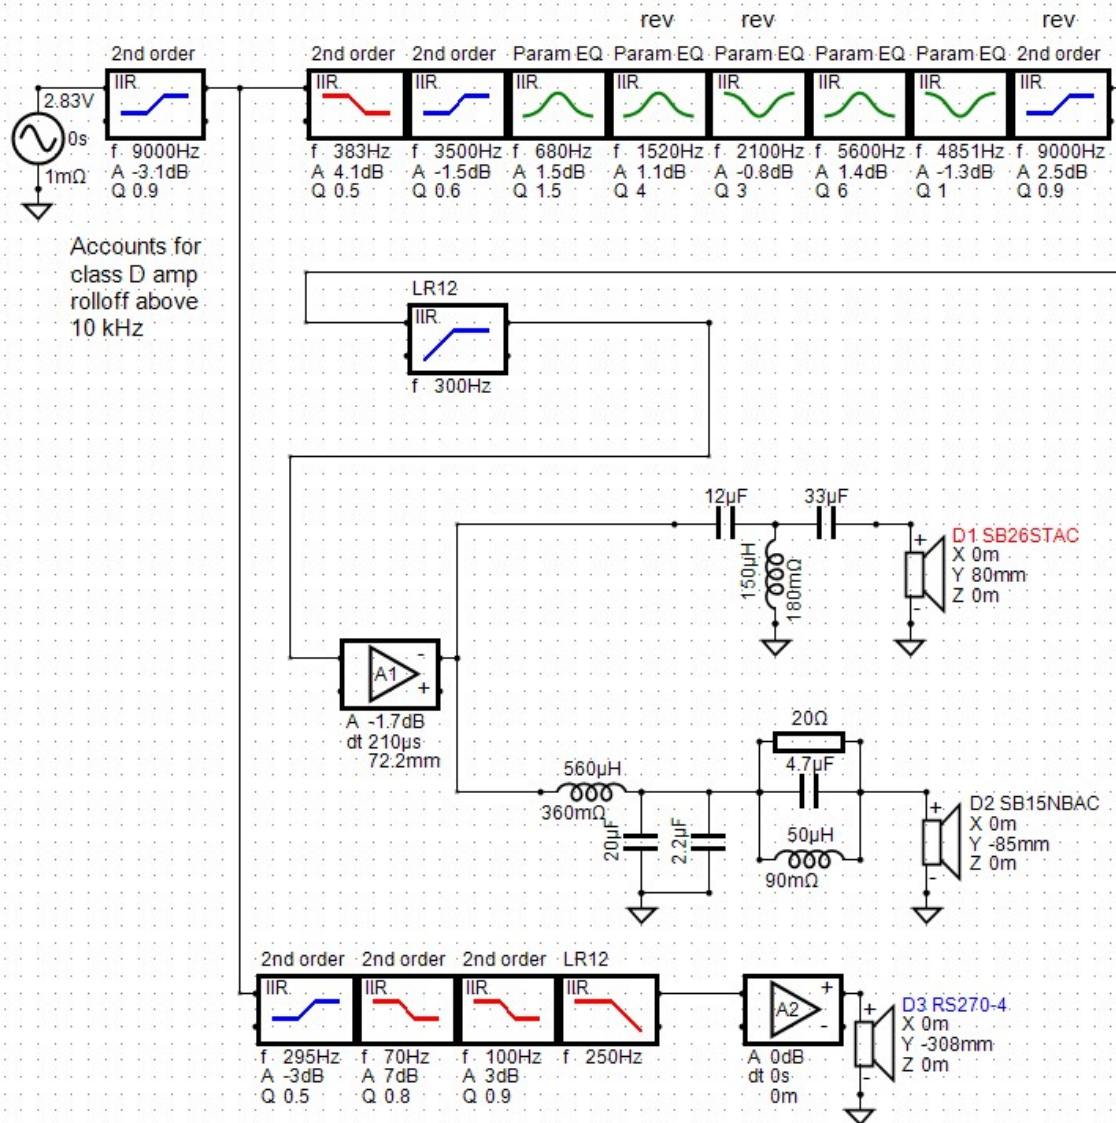 rev rev rev
2nd order 2nd order 2nd order Param EQ Param EQ Param EQ Param EQ Param EQ 2nd order
IIR IIR IIR IIR IIR IIR IIR IIR IIR
2.83V
0s
1mΩ
f 9000Hz
A -3.1dB
Q 0.9
f 383Hz
A 4.1dB
Q 0.5
f 3500Hz
A -1.5dB
Q 0.6
f 680Hz
A 1.5dB
Q 1.5
f 1520Hz
A 1.1dB
Q 4
f 2100Hz
A -0.8dB
Q 3
f 5600Hz
A 1.4dB
Q 6
f 4851Hz
A -1.3dB
Q 1
f 9000Hz
A 2.5dB
Q 0.9
Accounts for
class D amp
rolloff above
10 kHz
LR12
IIR
f 300Hz
12µF 33µF
150µH
180mΩ
+
-
D1 SB26STAC
X 0m
Y 80mm
Z 0m
A1
-
+
A -1.7dB
dt 210µs
72.2mm
560µH
360mΩ
20µF
2.2µF
20Ω
4.7µF
50µH
90mΩ
+
-
D2 SB15NBAC
X 0m
Y -85mm
Z 0m
2nd order 2nd order 2nd order LR12
IIR IIR IIR IIR
f 295Hz
A -3dB
Q 0.5
f 70Hz
A 7dB
Q 0.8
f 100Hz
A 3dB
Q 0.9
f 250Hz
A2
+
-
A 0dB
dt 0s
0m
+
-
D3 RS270-4
X 0m
Y -308mm
Z 0m